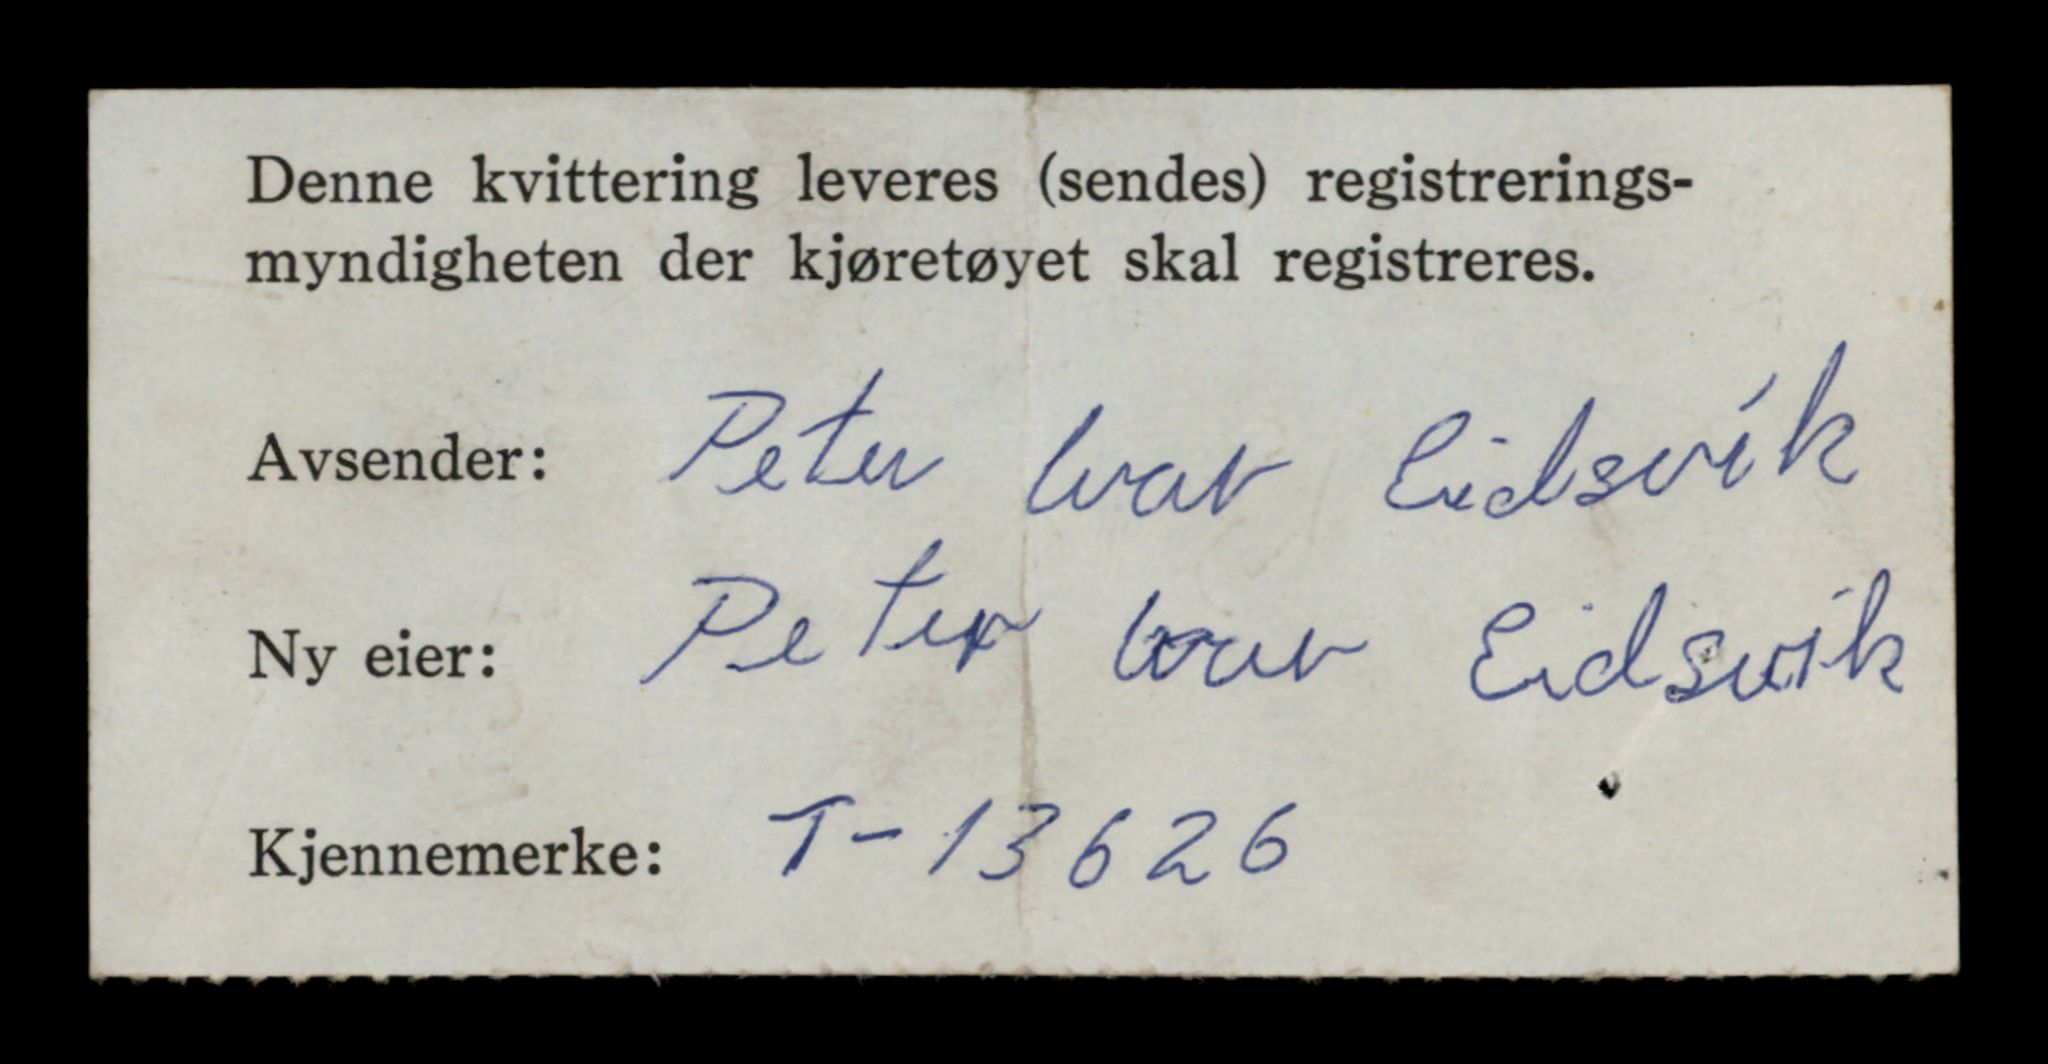 Denne kvittering leveres (sendes) registrerings-
myndigheten der kjøretøyet skal registreres.
Avsender: Peter Ivar Eidsvik
Ny eier: Peter Ivar Eidsvik
Kjennemerke: T-13626